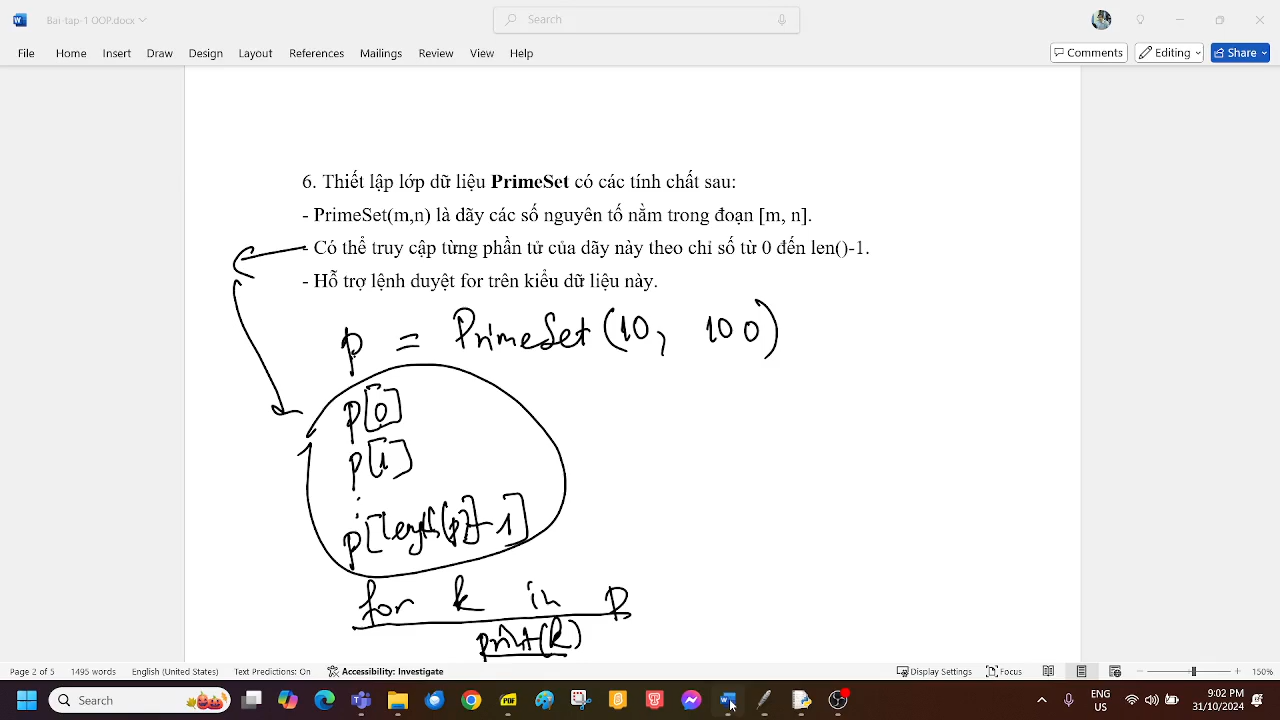 Bai-tap-1 OOP.docx
Search
File Home Insert Draw Design Layout References Mailings Review View Help
Comments Editing Share
6. Thiết lập lớp dữ liệu PrimeSet có các tính chất sau:
- PrimeSet(m,n) là dãy các số nguyên tố nằm trong đoạn [m, n].
- Có thể truy cập từng phần tử của dãy này theo chỉ số từ 0 đến len()-1.
- Hỗ trợ lệnh duyệt for trên kiểu dữ liệu này.
p = PrimeSet(10, 100)
p[0]
p[1]
p[length(p)-1]
for k in P
print(k)
Page 2 of 5 1495 words English (United States) Text Predictions: On Accessibility: Investigate Display Settings Focus 150%
Search
PDF
ENG
US
9:02 PM
31/10/2024